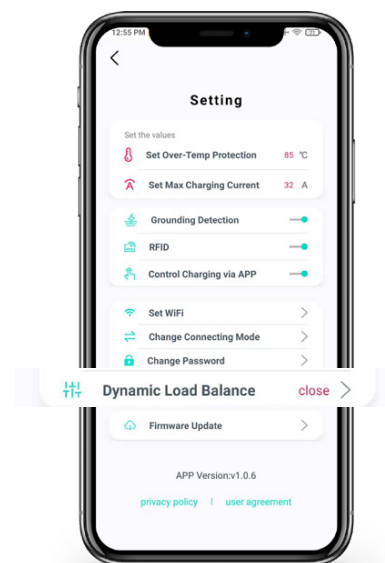 12:55 PM
Setting
Set the values
Set Over-Temp Protection 85 °C
Set Max Charging Current 32 A
Grounding Detection
RFID
Control Charging via APP
Set WiFi
Change Connecting Mode
Change Password
Dynamic Load Balance close
Firmware Update
APP Version:v1.0.6
privacy policy | user agreement